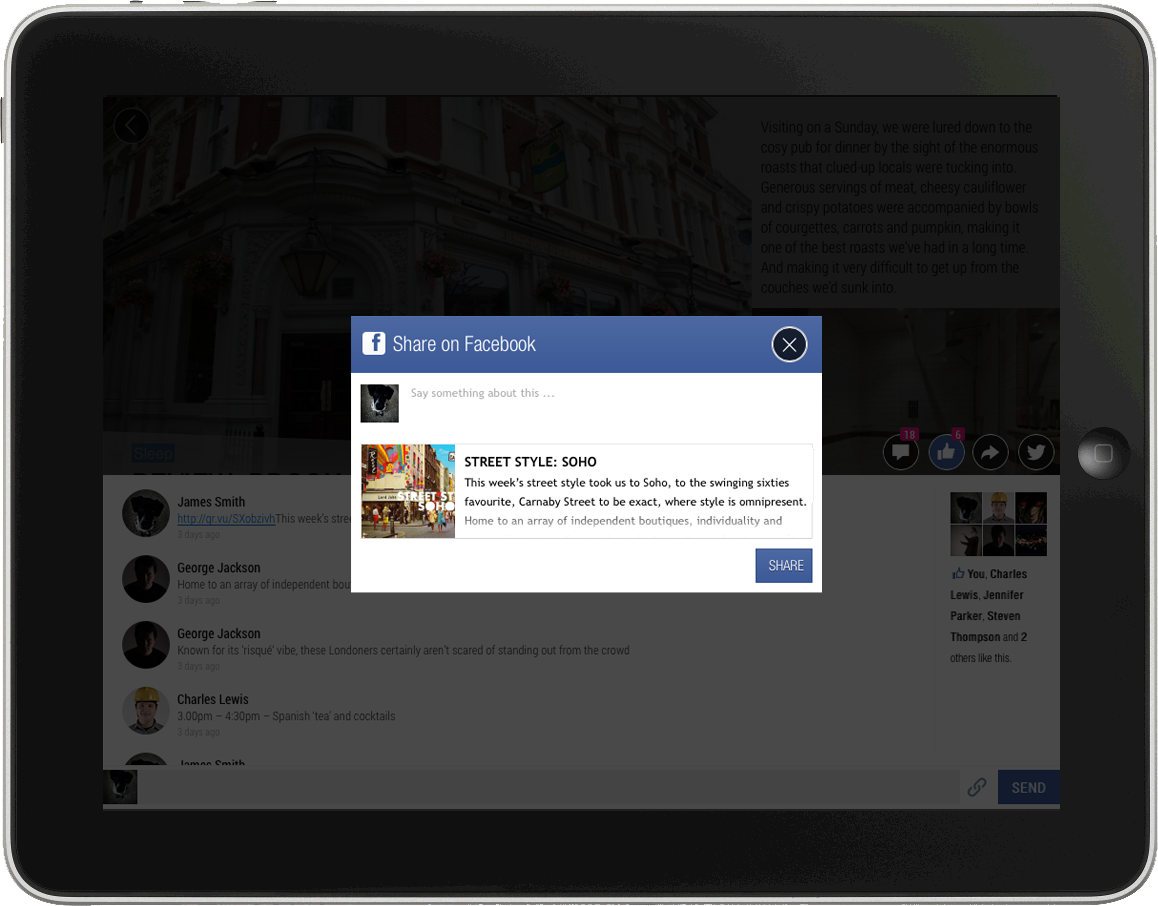 Visiting on a Sunday, we were lured down to the
cosy pub for dinner by the sight of the enormous
roasts that clued-up locals were tucking into.
Generous servings of meat, cheesy cauliflower
and crispy potatoes were accompanied by bowls
of courgettes, carrots and pumpkin, making it
one of the best roasts we've had in a long time.
And making it very difficult to get up from the
couches we'd sunk into.
f Share on Facebook
Say something about this ...
STREET STYLE: SOHO
This week's street style took us to Soho, to the swinging sixties
favourite, Carnaby Street to be exact, where style is omnipresent.
Home to an array of independent boutiques, individuality and
STREET ST
SOHO
SHARE
Sleep
18
6
James Smith
http://qr.vu/SXobzivhThis week's stree
3 days ago
George Jackson
Home to an array of independent bou
3 days ago
George Jackson
Known for its 'risqué' vibe, these Londoners certainly aren't scared of standing out from the crowd
3 days ago
Charles Lewis
3.00pm – 4:30pm – Spanish 'tea' and cocktails
3 days ago
James Smith
You, Charles
Lewis, Jennifer
Parker, Steven
Thompson and 2
others like this.
SEND